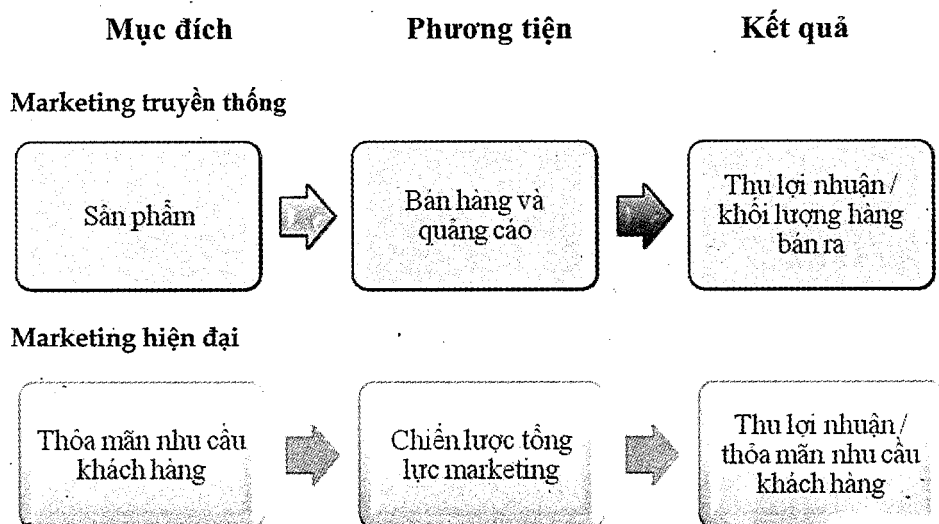 Mục đích Phương tiện Kết quả
Marketing truyền thống
Sản phẩm
Bán hàng và
quảng cáo
Thu lợi nhuận /
khối lượng hàng
bán ra
Marketing hiện đại
Thỏa mãn nhu cầu
khách hàng
Chiến lược tổng
lực marketing
Thu lợi nhuận /
thỏa mãn nhu cầu
khách hàng